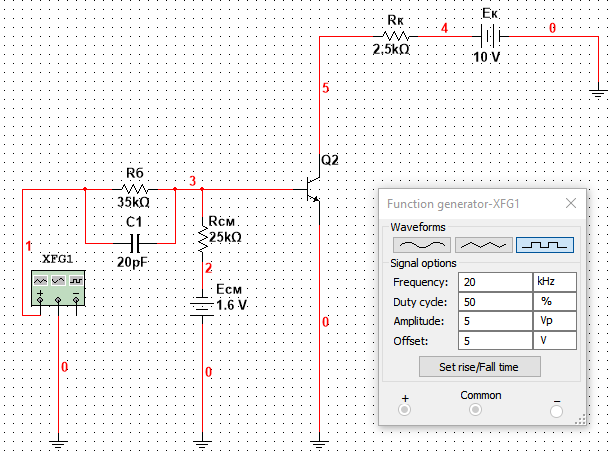 Rк
2,5kΩ
4
Eк
10 V
0
5
Q2
R6
35kΩ
3
C1
20pF
Rсм
25kΩ
1
XFG1
2
Eсм
1.6 V
0
0
0
Function generator-XFG1
Waveforms
Signal options
Frequency: 20 kHz
Duty cycle: 50 %
Amplitude: 5 Vp
Offset: 5 V
Set rise/Fall time
+ Common −